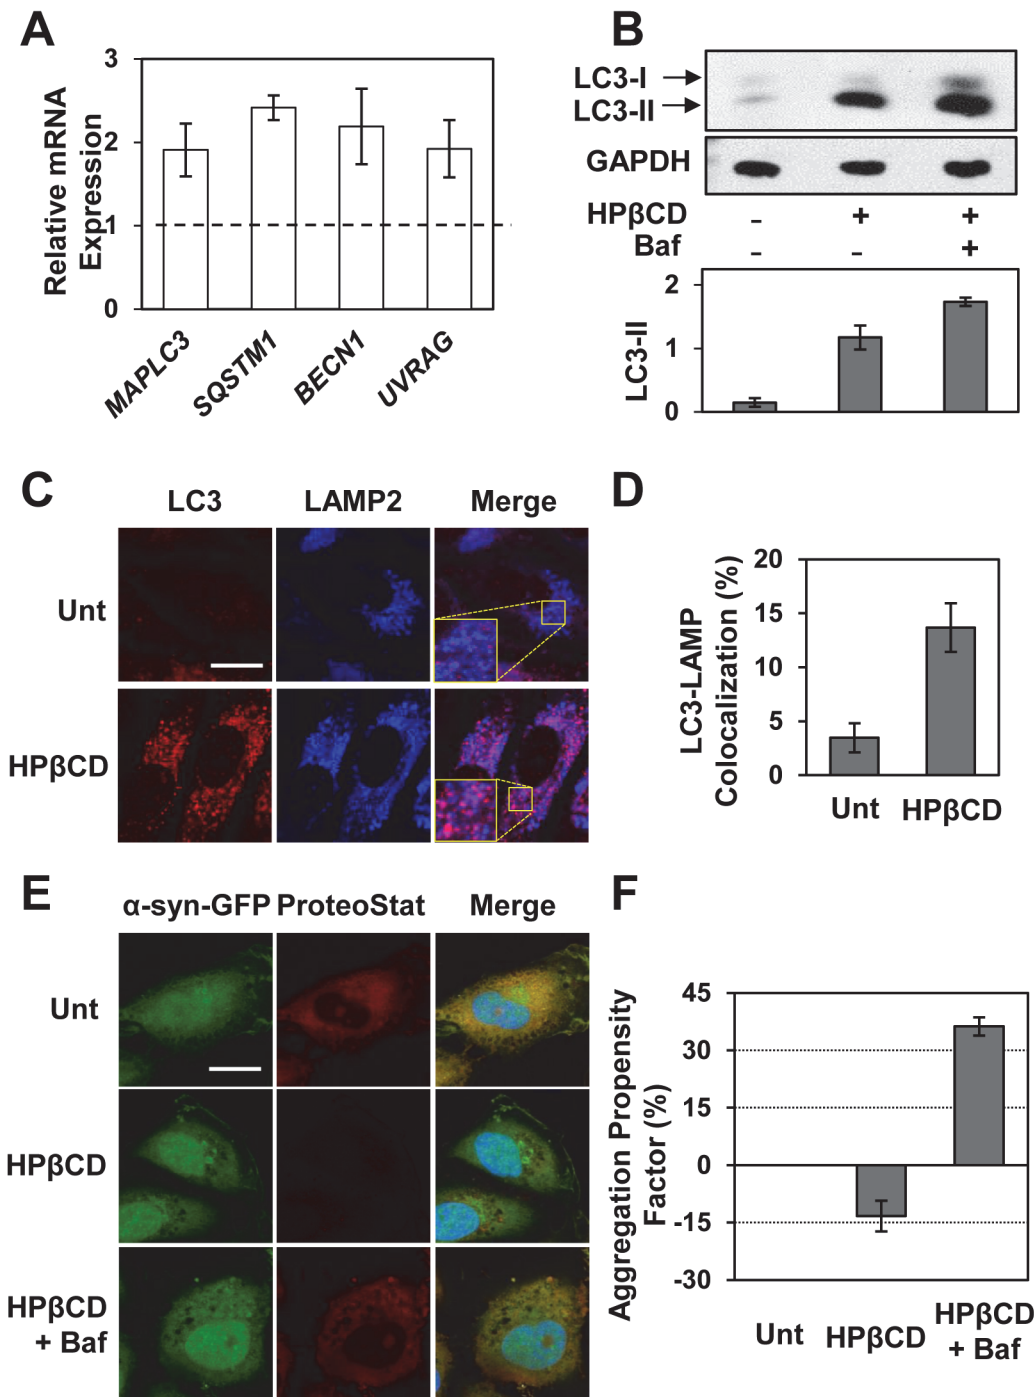 A
Relative mRNA
Expression
3
2
1
0
MAPLC3
SQSTM1
BECN1
UVRAG
B
LC3-I
LC3-II
GAPDH
HPβCD - + +
Baf - - +
LC3-II
2
1
0
C
LC3 LAMP2 Merge
Unt
HPβCD
D
LC3-LAMP
Colocalization (%)
20
15
10
5
0
Unt HPβCD
E
α-syn-GFP ProteoStat Merge
Unt
HPβCD
HPβCD
+ Baf
F
Aggregation Propensity
Factor (%)
45
30
15
0
-15
-30
Unt HPβCD HPβCD
+ Baf